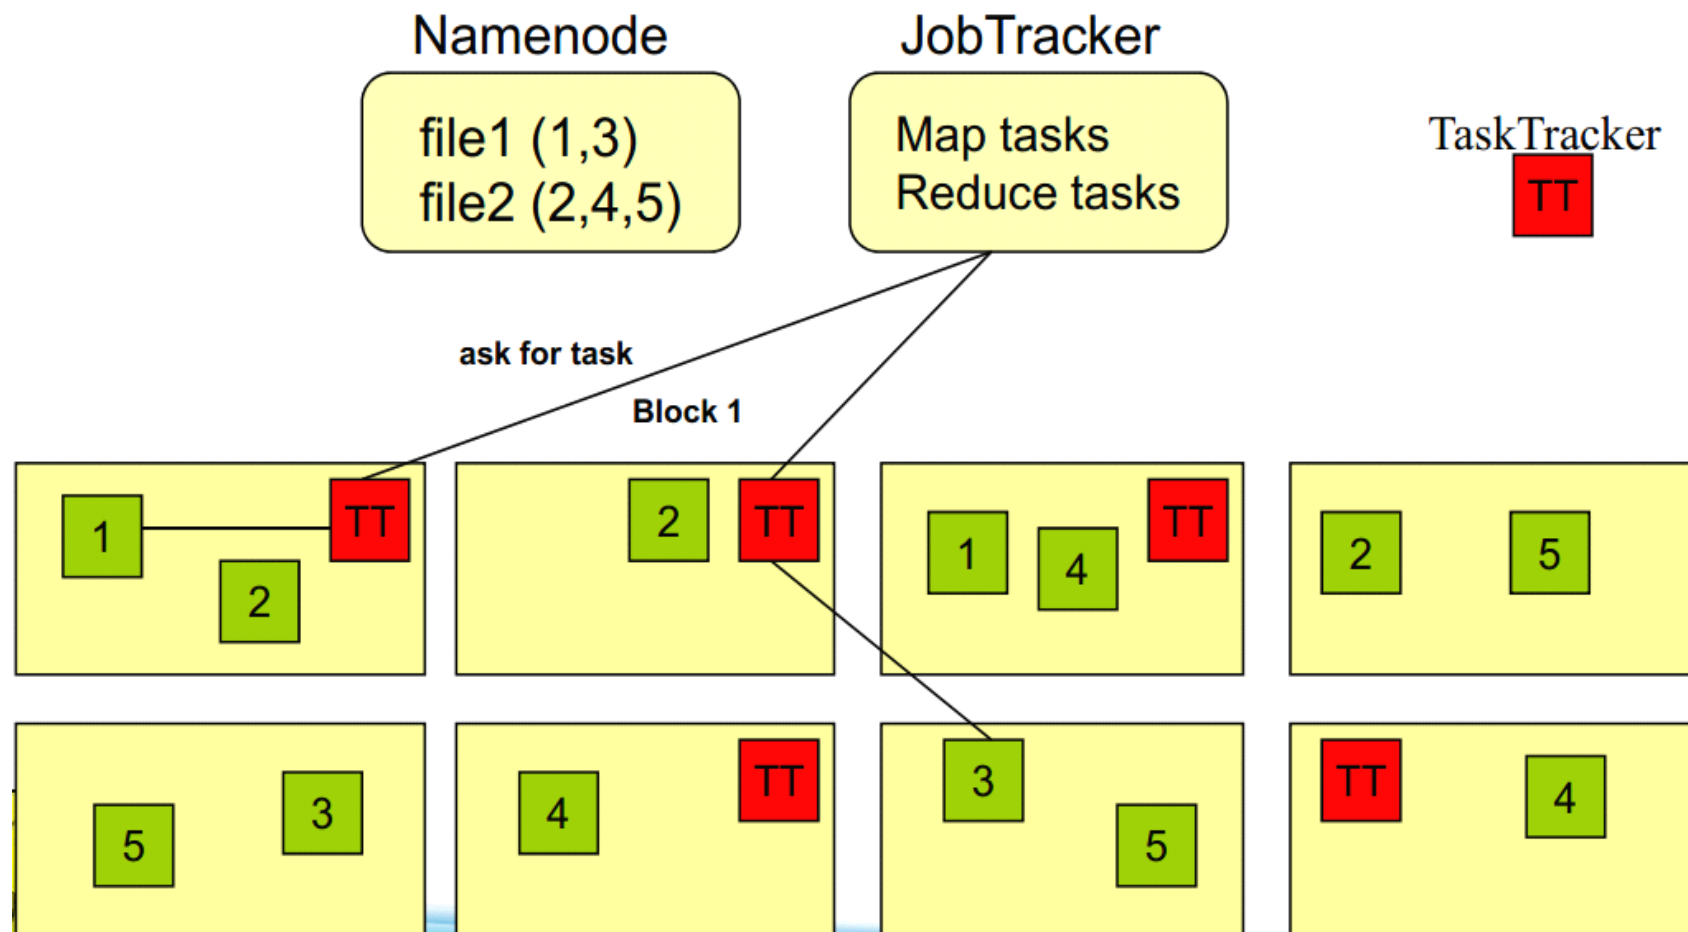 Namenode
JobTracker
file1 (1,3)
file2 (2,4,5)
Map tasks
Reduce tasks
TaskTracker
TT
ask for task
Block 1
1
TT
2
2
TT
1
4
TT
2
5
5
3
4
TT
3
5
TT
4